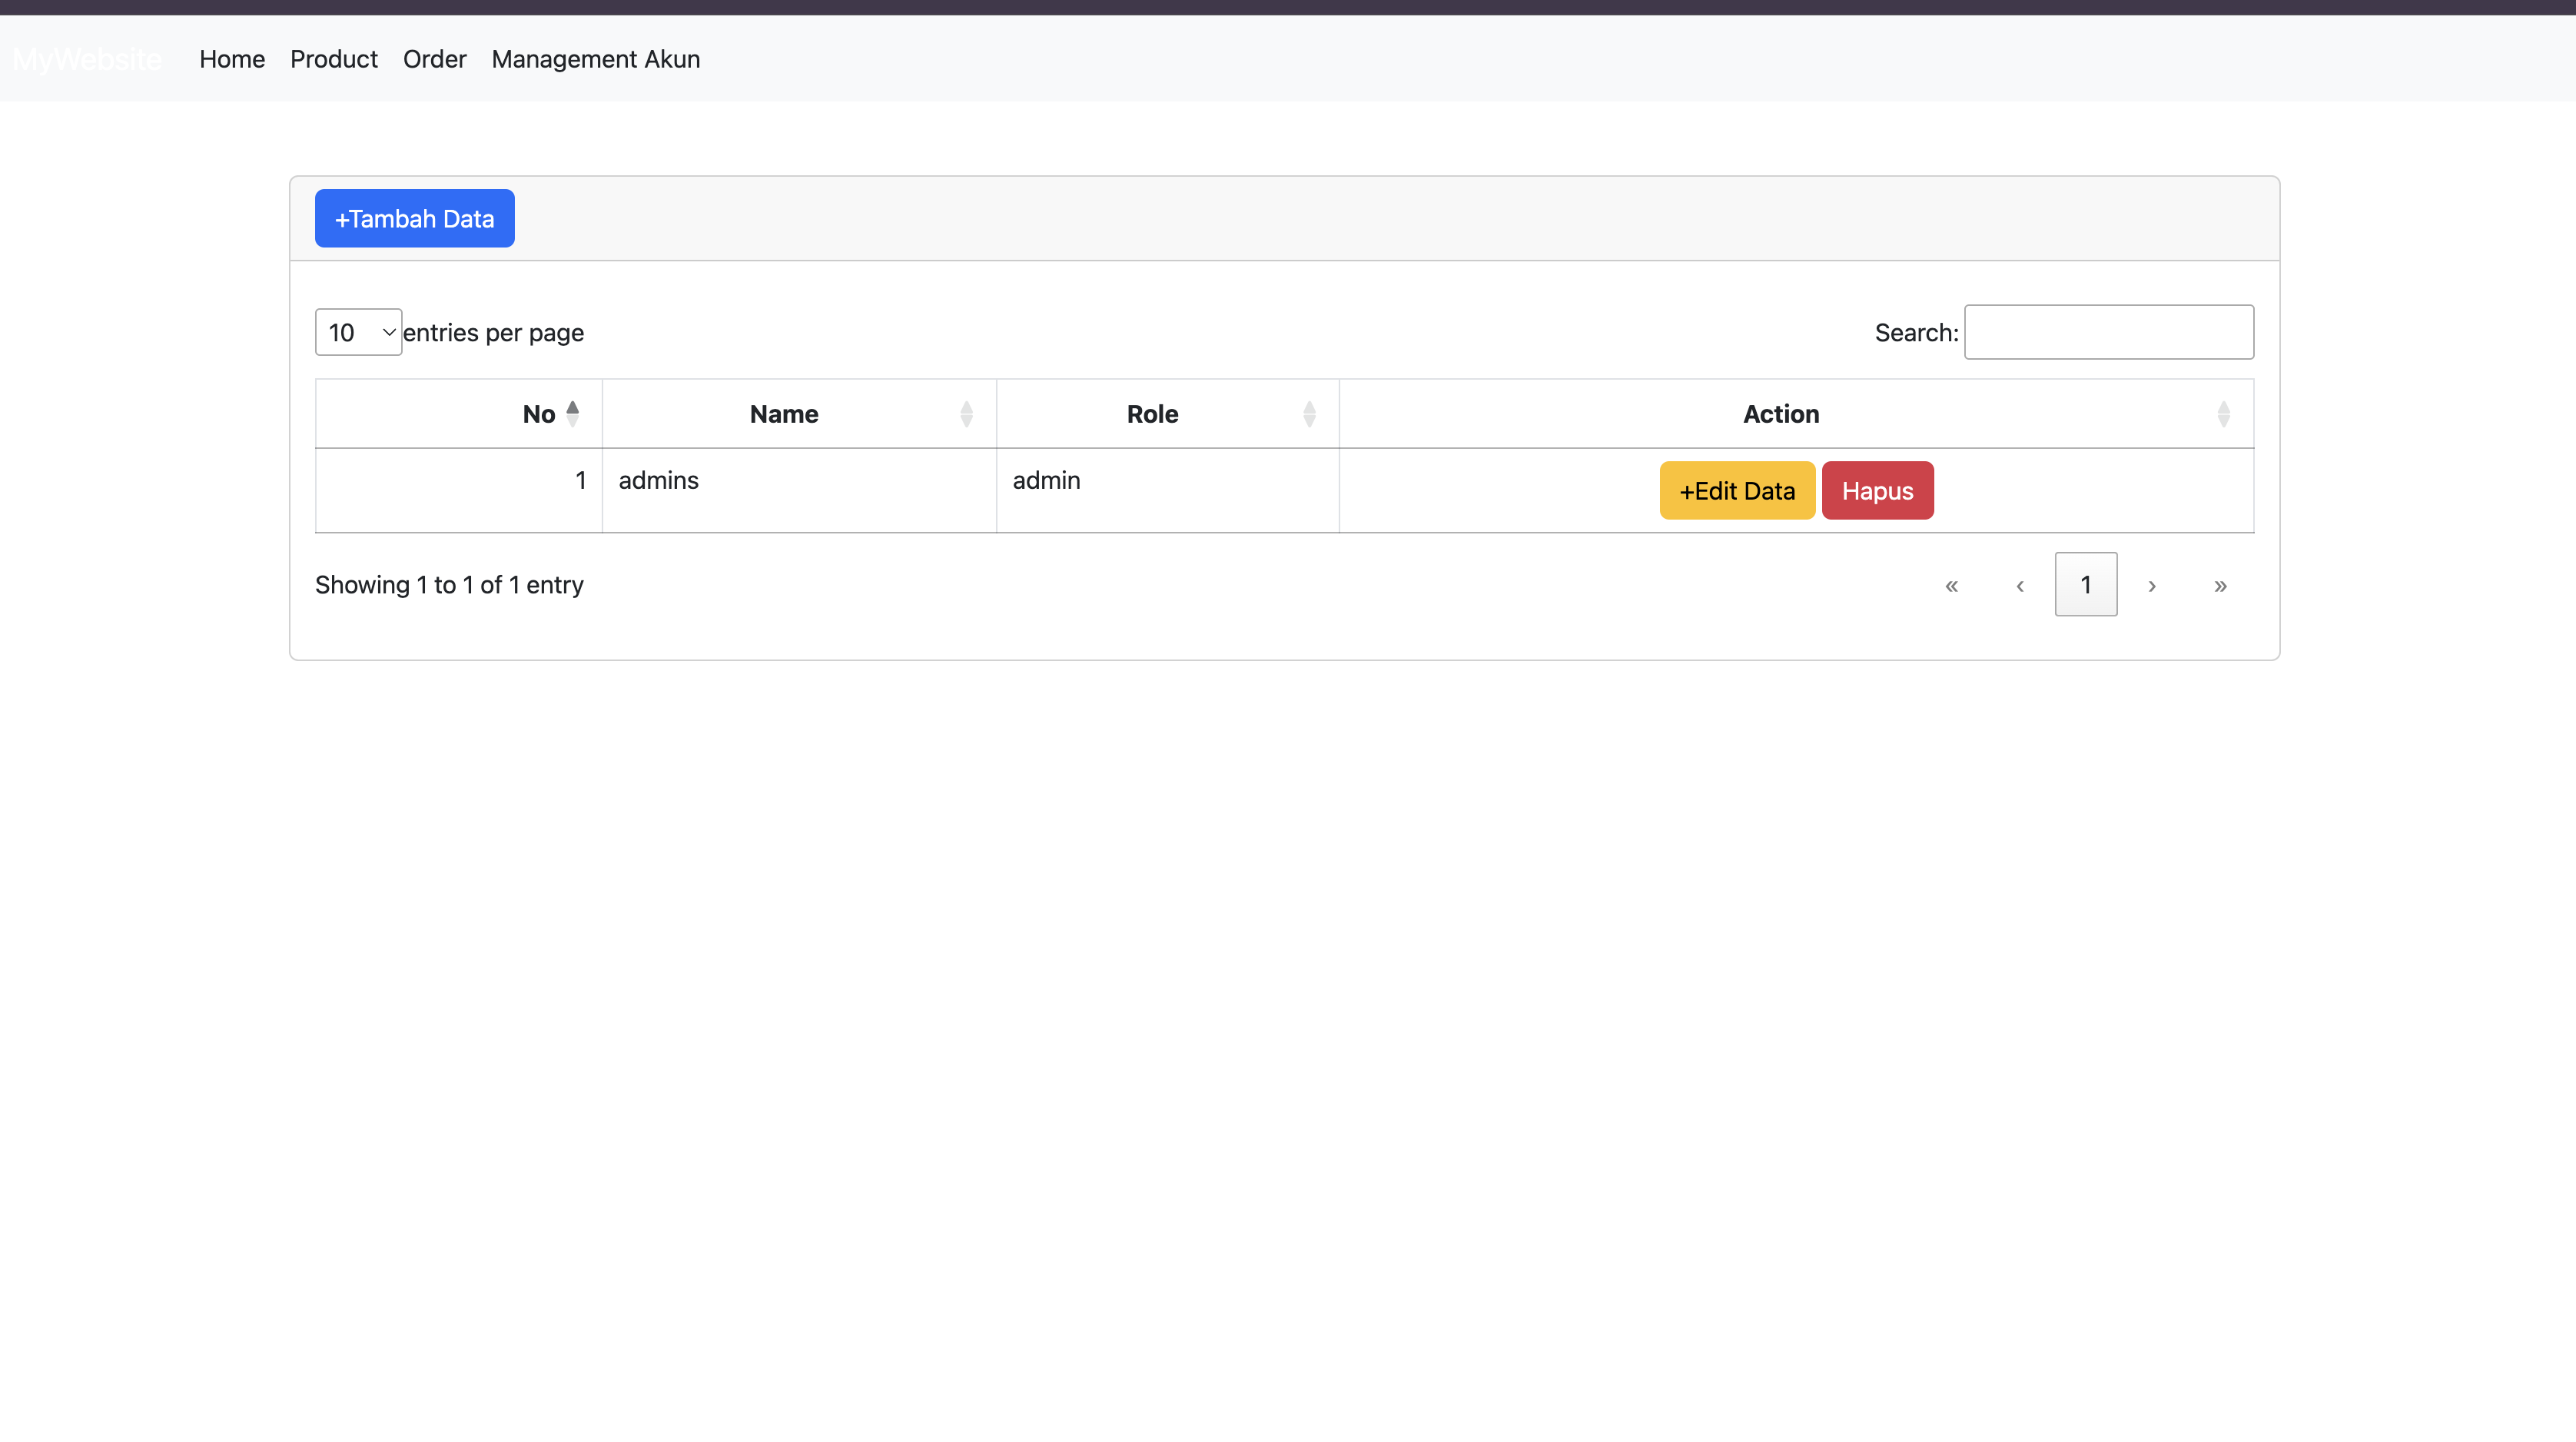 MyWebsite Home Product Order Management Akun
+Tambah Data
10 entries per page Search:
No Name Role Action
1 admins admin +Edit Data Hapus
Showing 1 to 1 of 1 entry « ‹ 1 › »